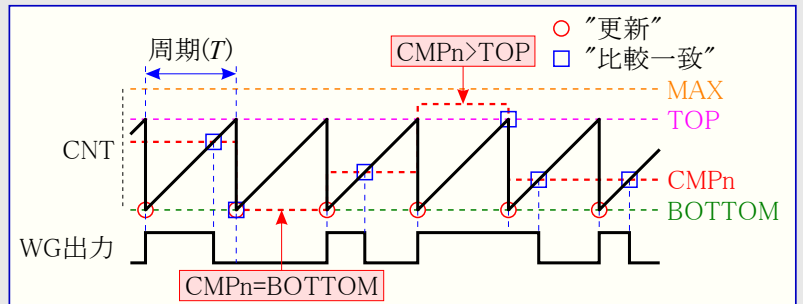 ○ "更新"
□ "比較一致"
周期(T)
CMPn>TOP
MAX
TOP
CNT
CMPn
BOTTOM
WG出力
CMPn=BOTTOM